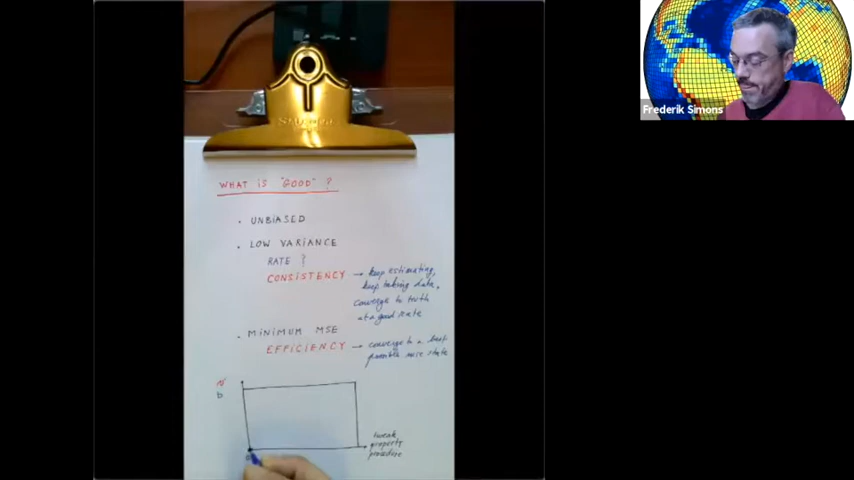 Frederik Simons
WHAT IS "GOOD" ?
• UNBIASED
• LOW VARIANCE
RATE ?
CONSISTENCY → keep estimating,
keep taking data,
converge to truth
at a good rate
• MINIMUM MSE
EFFICIENCY → converge to a best
possible mse
b
tweak
property
procedure